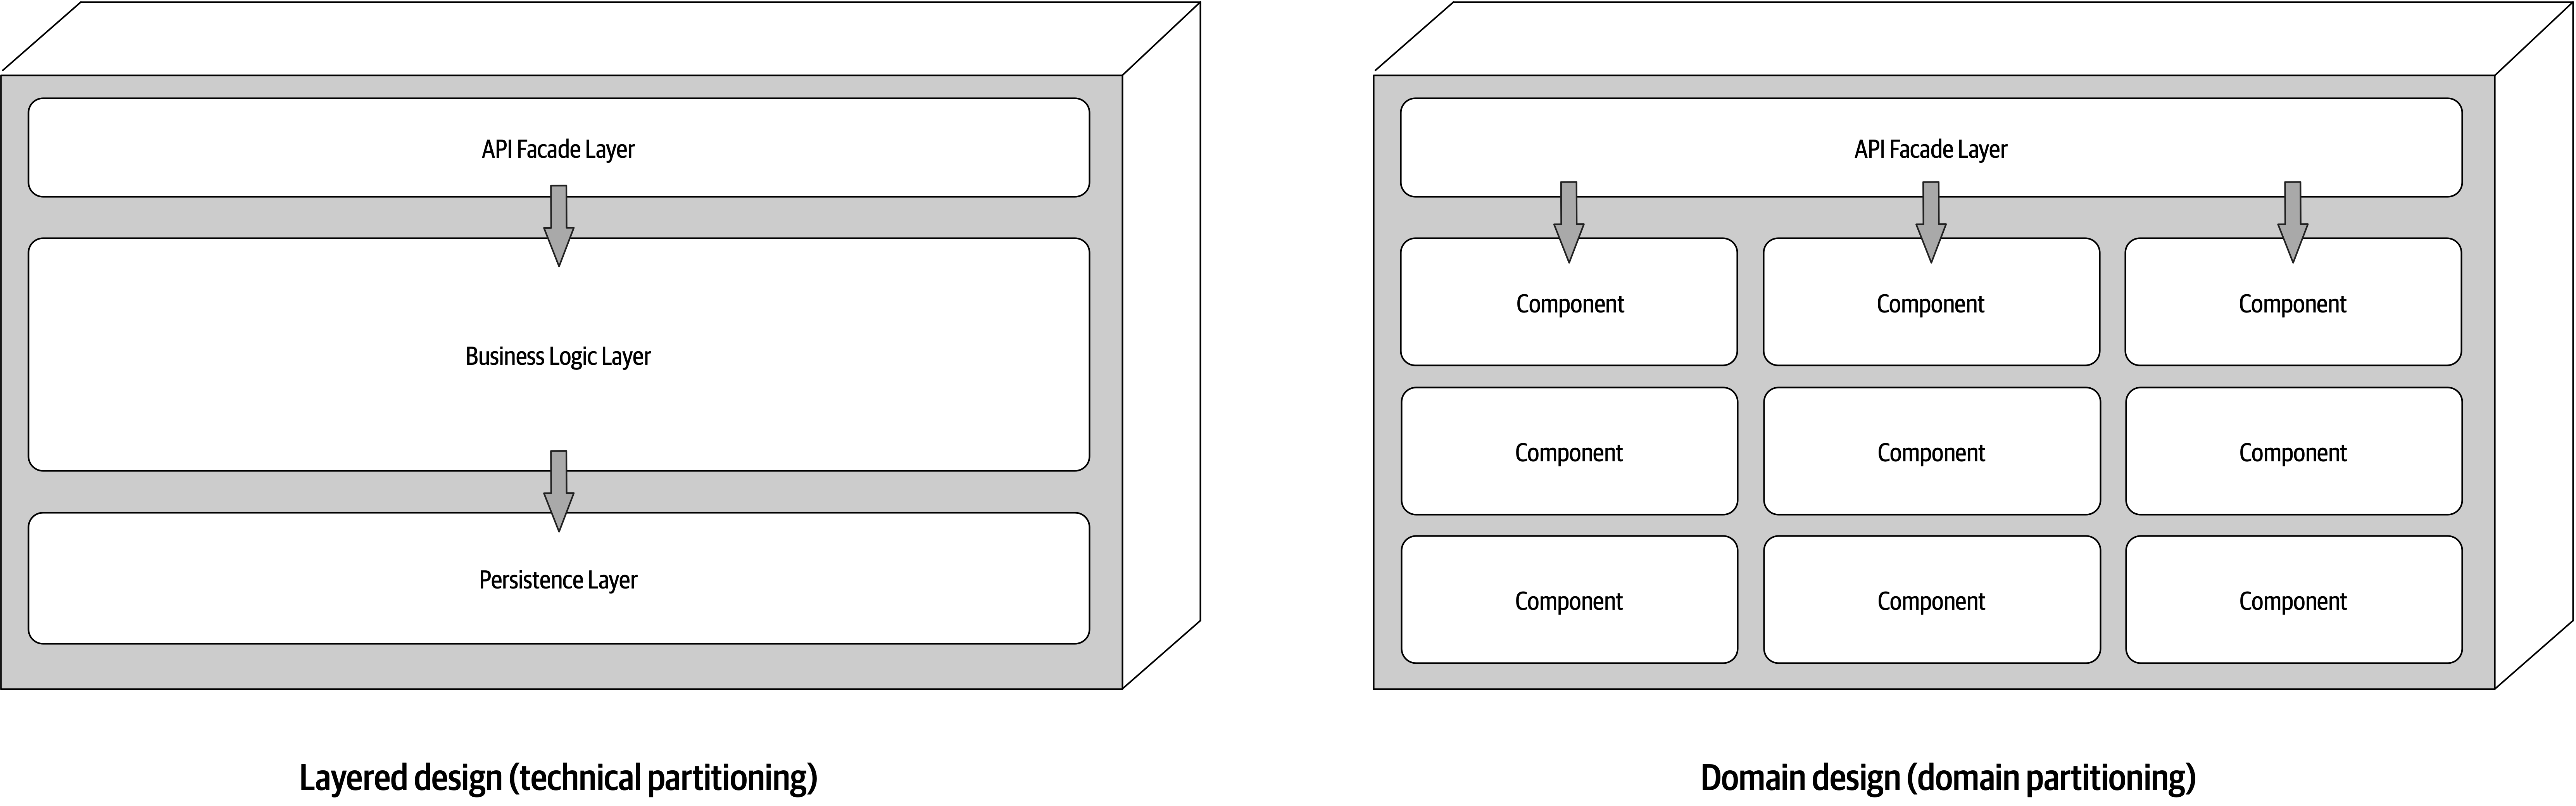 API Facade Layer
Business Logic Layer
Persistence Layer
Layered design (technical partitioning)
API Facade Layer
Component
Component
Component
Component
Component
Component
Component
Component
Component
Domain design (domain partitioning)